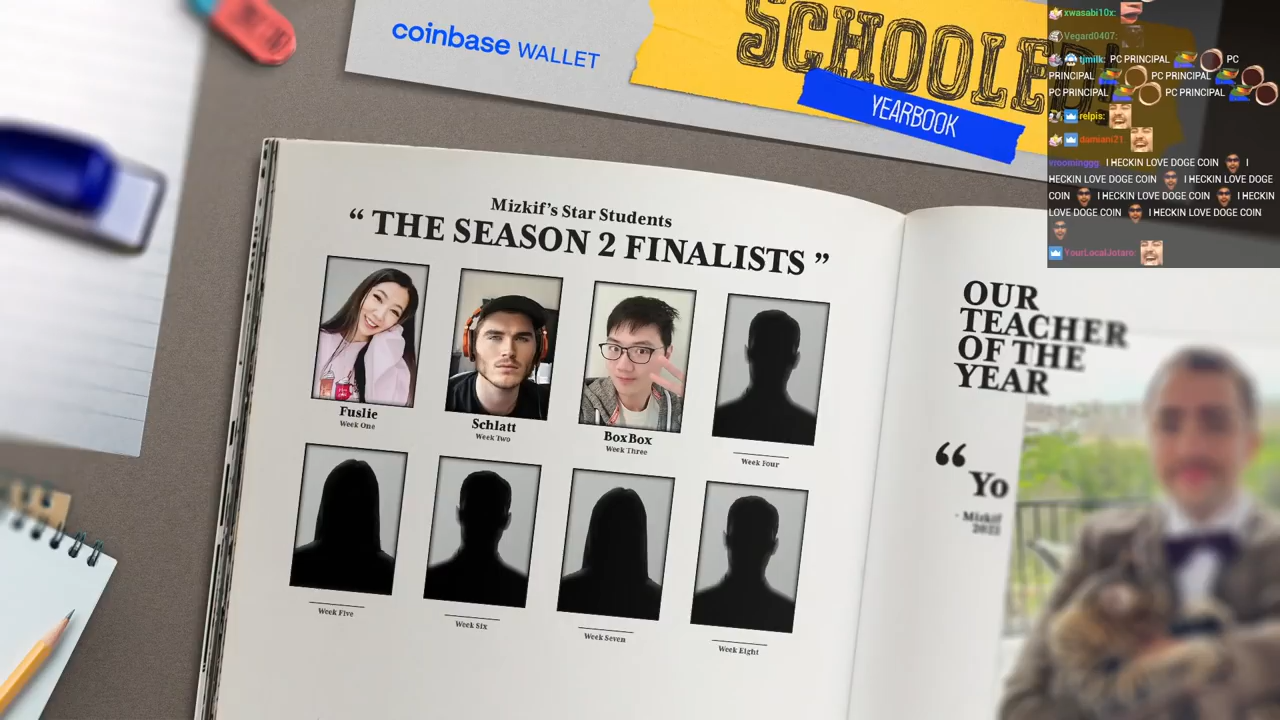 coinbase WALLET
SCHOOLED!
YEARBOOK
Mizkif's Star Students
“ THE SEASON 2 FINALISTS ”
Fuslie
Week One
Schlatt
Week Two
BoxBox
Week Three
Week Four
Week Five
Week Six
Week Seven
Week Eight
OUR
TEACHER
OF THE
YEAR
“ Yo
- Mizkif
2021
xwasabi10x:
Vegard0407:
tjmilk: PC PRINCIPAL PC
PRINCIPAL PC PRINCIPAL
PC PRINCIPAL PC PRINCIPAL
relpis:
damiani21:
vroominggg I HECKIN LOVE DOGE COIN I
HECKIN LOVE DOGE COIN I HECKIN LOVE DOGE
COIN I HECKIN LOVE DOGE COIN I HECKIN
LOVE DOGE COIN I HECKIN LOVE DOGE COIN
YourLocalJotaro: